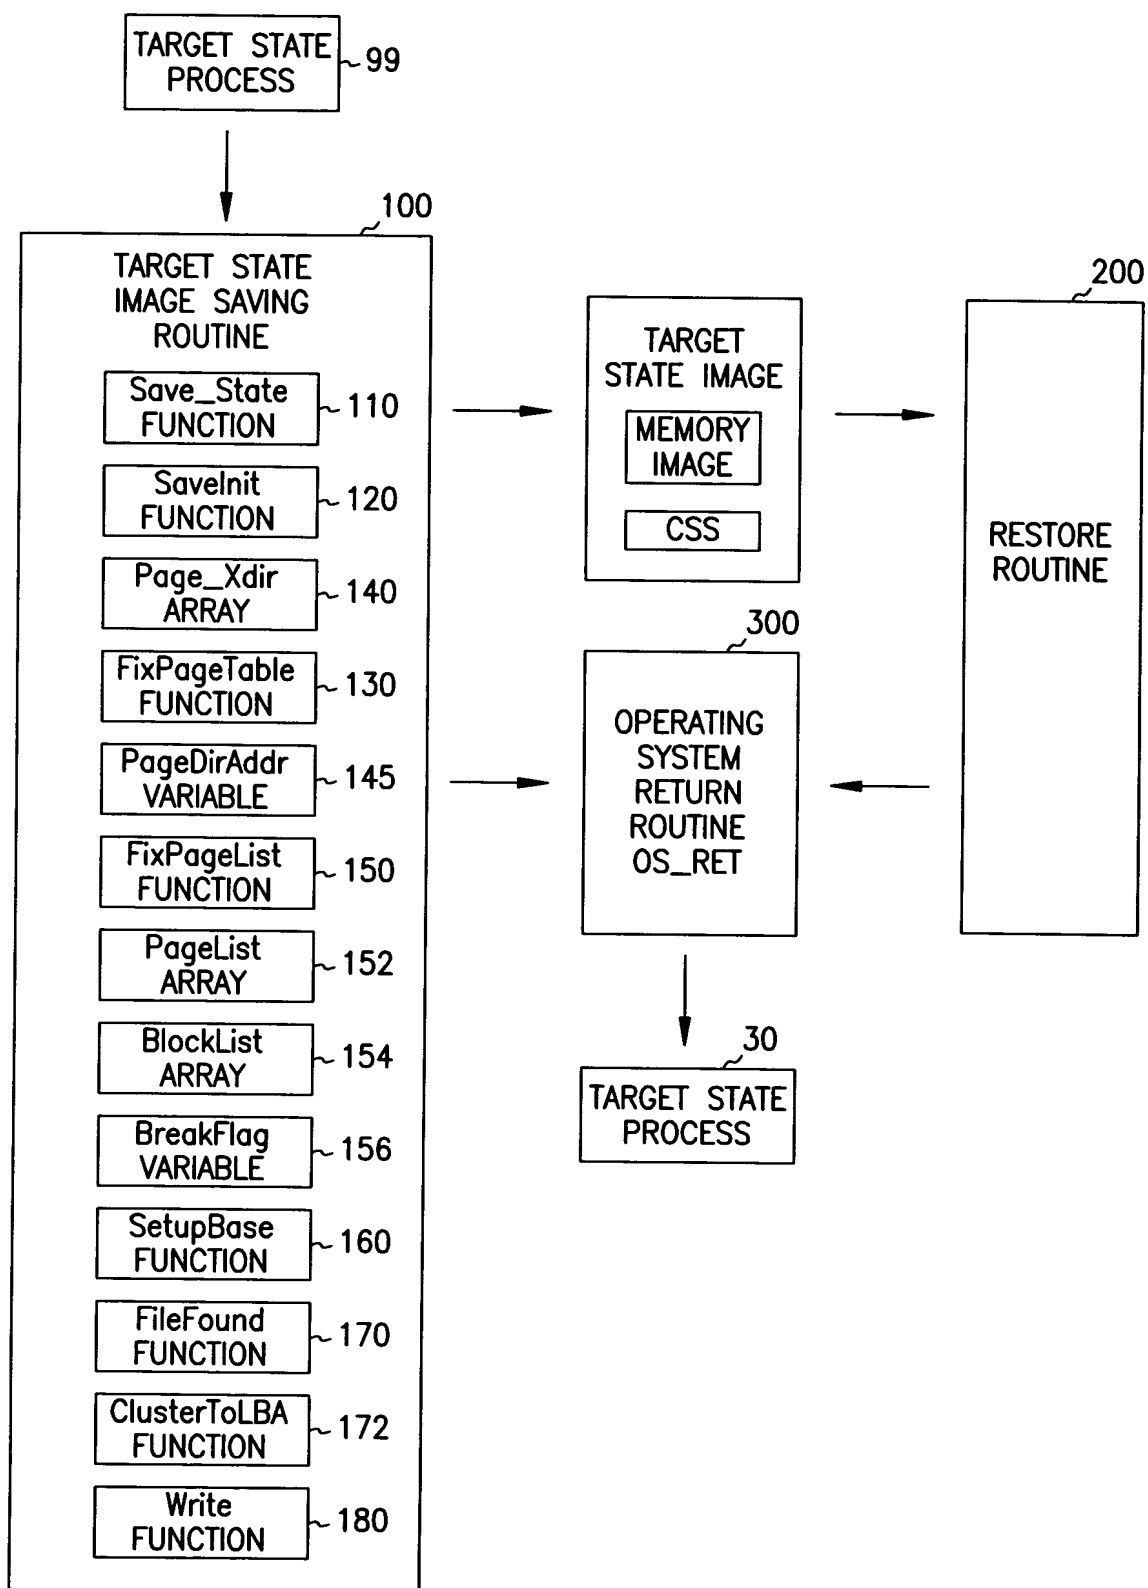 TARGET STATE
PROCESS
99
100
TARGET STATE
IMAGE SAVING
ROUTINE
Save_State
FUNCTION
110
SaveInit
FUNCTION
120
Page_Xdir
ARRAY
140
FixPageTable
FUNCTION
130
PageDirAddr
VARIABLE
145
FixPageList
FUNCTION
150
PageList
ARRAY
152
BlockList
ARRAY
154
BreakFlag
VARIABLE
156
SetupBase
FUNCTION
160
FileFound
FUNCTION
170
ClusterToLBA
FUNCTION
172
Write
FUNCTION
180
TARGET
STATE IMAGE
MEMORY
IMAGE
CSS
300
OPERATING
SYSTEM
RETURN
ROUTINE
OS_RET
30
TARGET STATE
PROCESS
200
RESTORE
ROUTINE